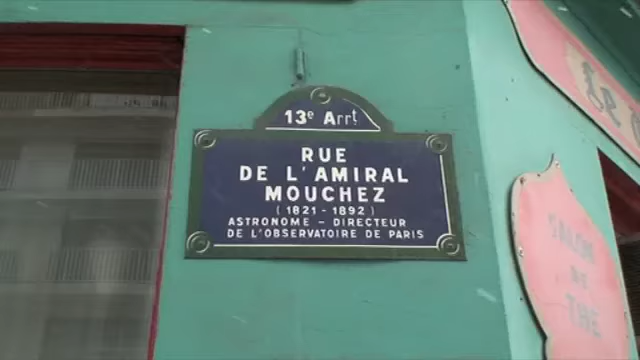 13e Arrt
RUE
DE L'AMIRAL
MOUCHEZ
(1821-1892)
ASTRONOME - DIRECTEUR
DE L'OBSERVATOIRE DE PARIS
SALON
DE
THÉ